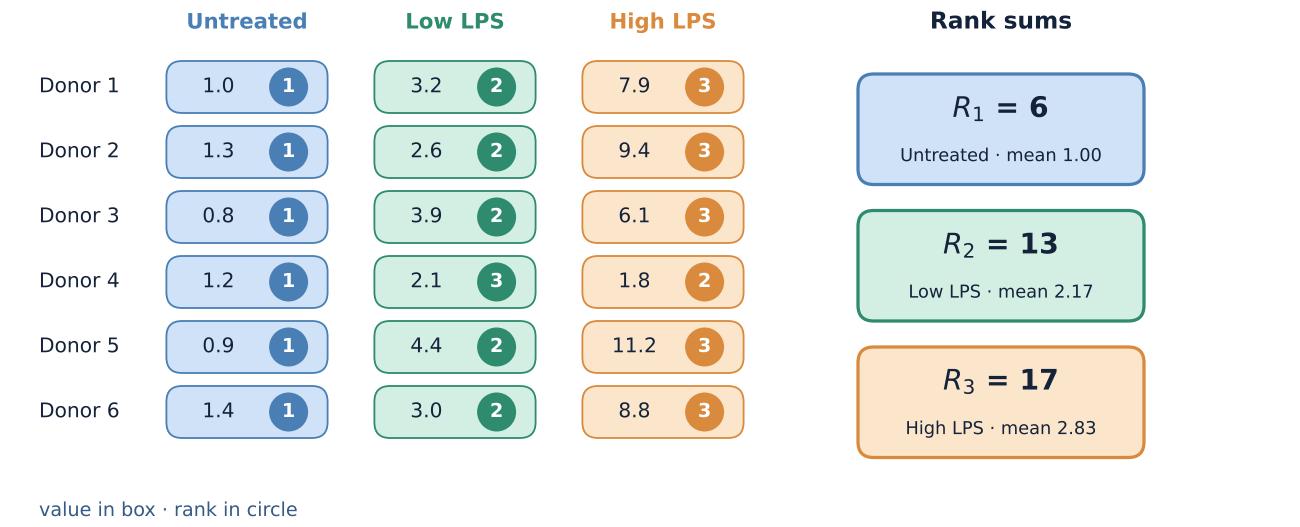 Untreated Low LPS High LPS Rank sums
Donor 1 1.0 1 3.2 2 7.9 3
Donor 2 1.3 1 2.6 2 9.4 3
Donor 3 0.8 1 3.9 2 6.1 3
Donor 4 1.2 1 2.1 3 1.8 2
Donor 5 0.9 1 4.4 2 11.2 3
Donor 6 1.4 1 3.0 2 8.8 3
R₁ = 6
Untreated · mean 1.00
R₂ = 13
Low LPS · mean 2.17
R₃ = 17
High LPS · mean 2.83
value in box · rank in circle